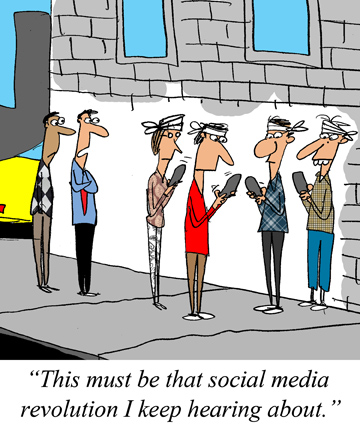 “This must be that social media
revolution I keep hearing about.”